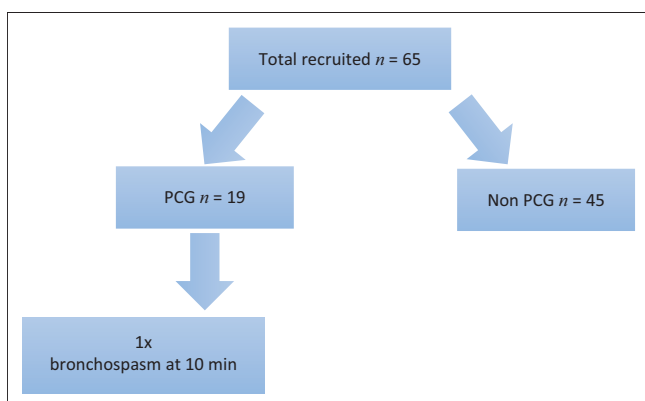 Total recruited n = 65
PCG n = 19
Non PCG n = 45
1x
bronchospasm at 10 min